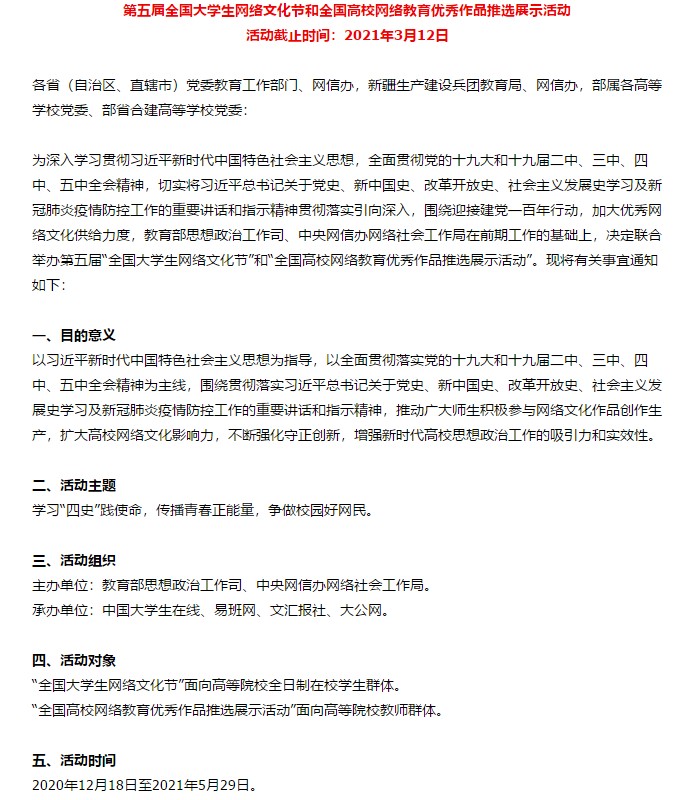 第五届全国大学生网络文化节和全国高校网络教育优秀作品推选展示活动
活动截止时间：2021年3月12日
各省（自治区、直辖市）党委教育工作部门、网信办，新疆生产建设兵团教育局、网信办，部属各高等
学校党委、部省合建高等学校党委：
为深入学习贯彻习近平新时代中国特色社会主义思想，全面贯彻党的十九大和十九届二中、三中、四
中、五中全会精神，切实将习近平总书记关于党史、新中国史、改革开放史、社会主义发展史学习及新
冠肺炎疫情防控工作的重要讲话和指示精神贯彻落实引向深入，围绕迎接建党一百年行动，加大优秀网
络文化供给力度，教育部思想政治工作司、中央网信办网络社会工作局在前期工作的基础上，决定联合
举办第五届“全国大学生网络文化节”和“全国高校网络教育优秀作品推选展示活动”。现将有关事宜通知
如下：
一、目的意义
以习近平新时代中国特色社会主义思想为指导，以全面贯彻落实党的十九大和十九届二中、三中、四
中、五中全会精神为主线，围绕贯彻落实习近平总书记关于党史、新中国史、改革开放史、社会主义发
展史学习及新冠肺炎疫情防控工作的重要讲话和指示精神，推动广大师生积极参与网络文化作品创作生
产，扩大高校网络文化影响力，不断强化守正创新，增强新时代高校思想政治工作的吸引力和实效性。
二、活动主题
学习“四史”践使命，传播青春正能量，争做校园好网民。
三、活动组织
主办单位：教育部思想政治工作司、中央网信办网络社会工作局。
承办单位：中国大学生在线、易班网、文汇报社、大公网。
四、活动对象
“全国大学生网络文化节”面向高等院校全日制在校学生群体。
“全国高校网络教育优秀作品推选展示活动”面向高等院校教师群体。
五、活动时间
2020年12月18日至2021年5月29日。